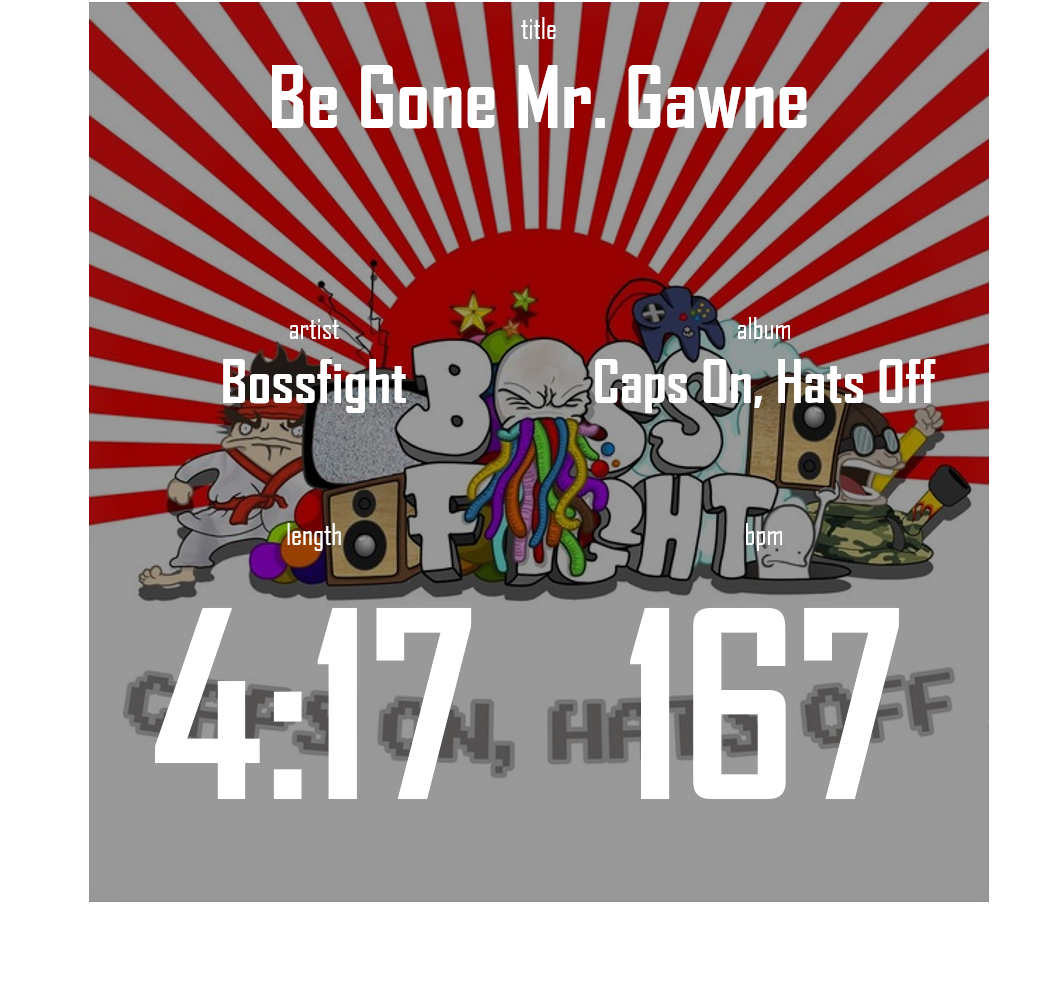 title
Be Gone Mr. Gawne
artist
album
Bossfight
Caps On, Hats Off
BOSS
FIGHT
length
bpm
4:17
167
CAPS ON, HATS OFF